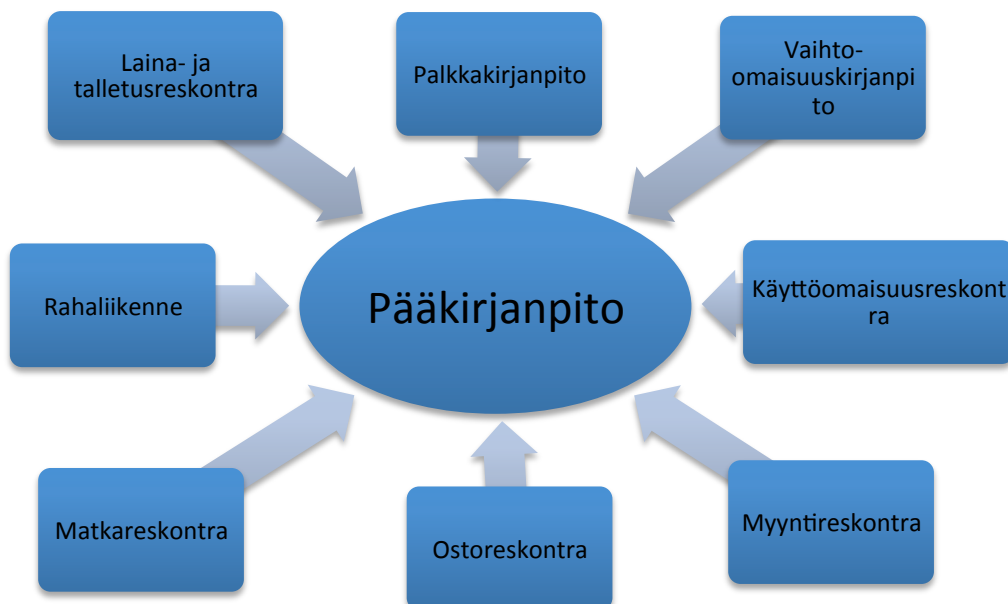 Laina- ja
talletusreskontra
Palkkakirjanpito
Vaihto-
omaisuuskirjanpi
to
Rahaliikenne
Pääkirjanpito
Käyttöomaisuusreskont
ra
Matkareskontra
Ostoreskontra
Myyntireskontra